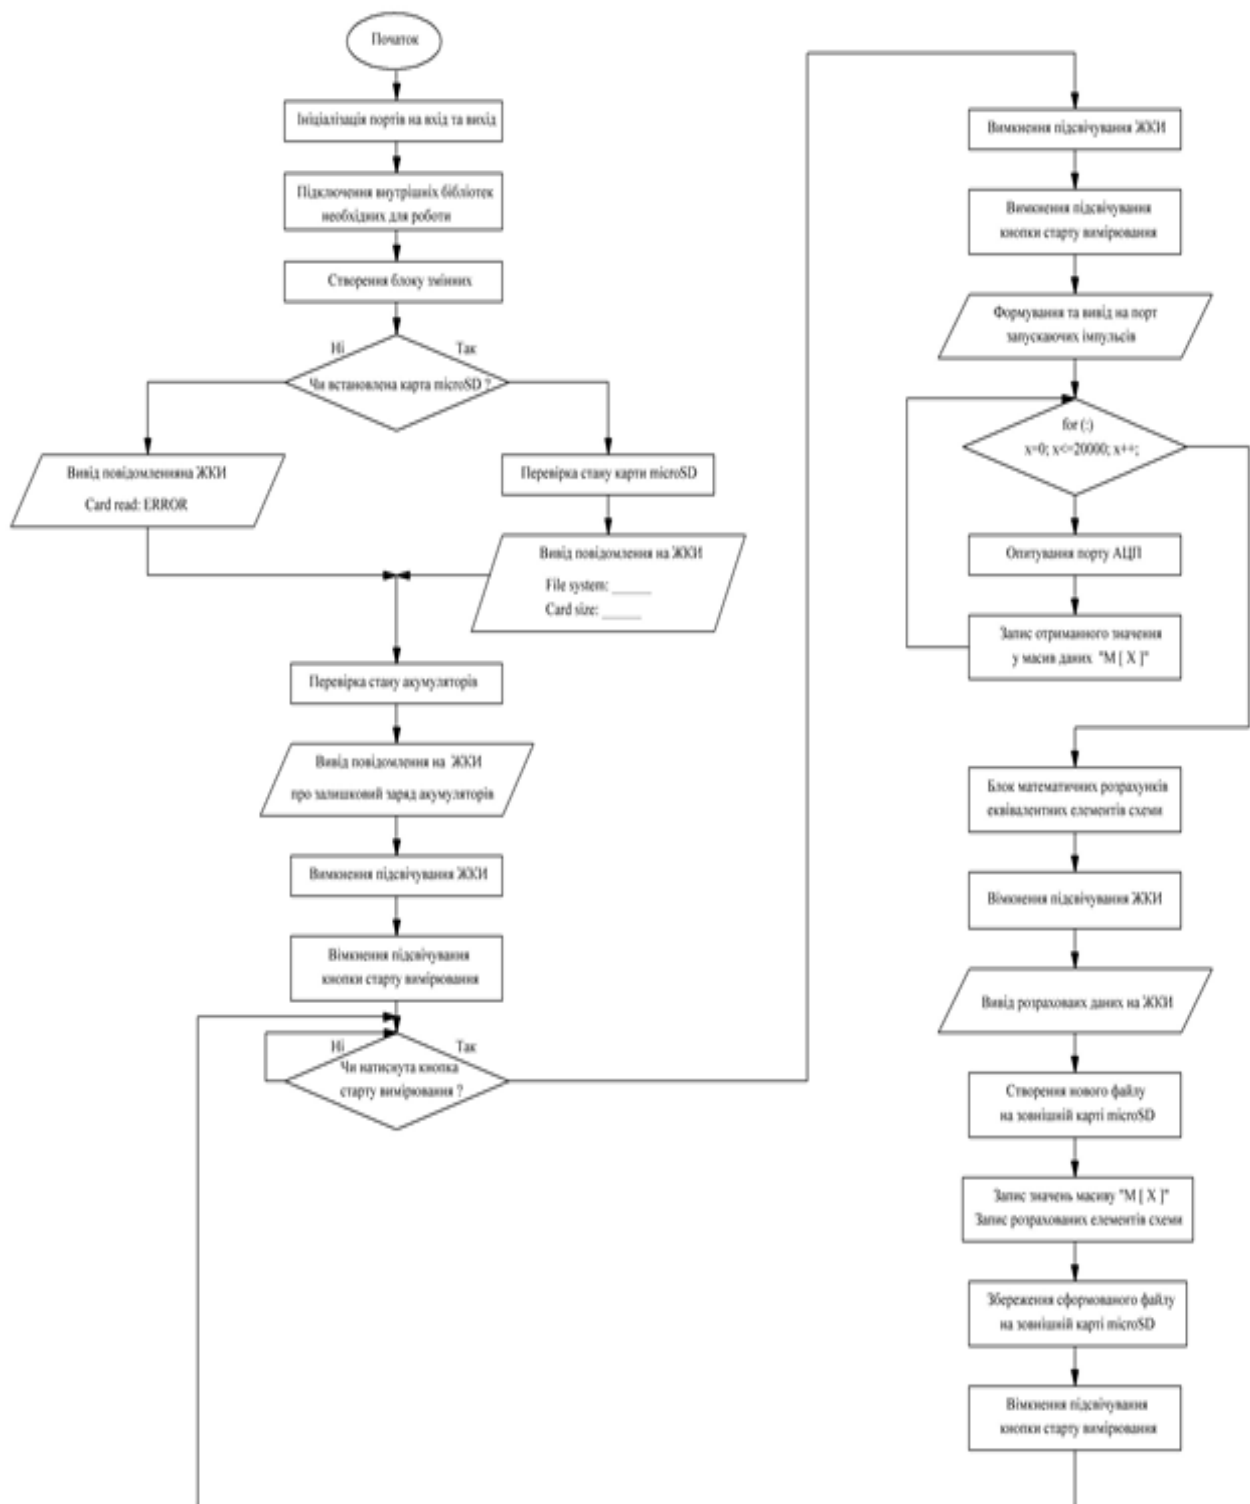 Початок
Ініціалізація портів на вхід та вихід
Підключення внутрішніх бібліотек
необхідних для роботи
Створення блоку змінних
Ні
Так
Чи встановлена карта microSD ?
Вивід повідомленняна ЖКИ
Card read: ERROR
Перевірка стану карти microSD
Вивід повідомлення на ЖКИ
File system: ______
Card size: ______
Перевірка стану акумуляторів
Вивід повідомлення на ЖКИ
про залишковий заряд акумуляторів
Вимкнення підсвічування ЖКИ
Вімкнення підсвічування
кнопки старту вимірювання
Ні
Так
Чи натиснута кнопка
старту вимірювання ?
Вимкнення підсвічування ЖКИ
Вимкнення підсвічування
кнопки старту вимірювання
Формування та вивід на порт
запускаючих імпульсів
for (:)
x=0; x<=20000; x++;
Опитування порту АЦП
Запис отриманного значення
у масив даних "M [ X ]"
Блок математичних розрахунків
еквівалентних елементів схеми
Вімкнення підсвічування ЖКИ
Вивід розраховаих даних на ЖКИ
Створення нового файлу
на зовнішній карті microSD
Запис значень масиву "M [ X ]"
Запис розрахованих елементів схеми
Збереження сформованого файлу
на зовнішній карті microSD
Вімкнення підсвічування
кнопки старту вимірювання